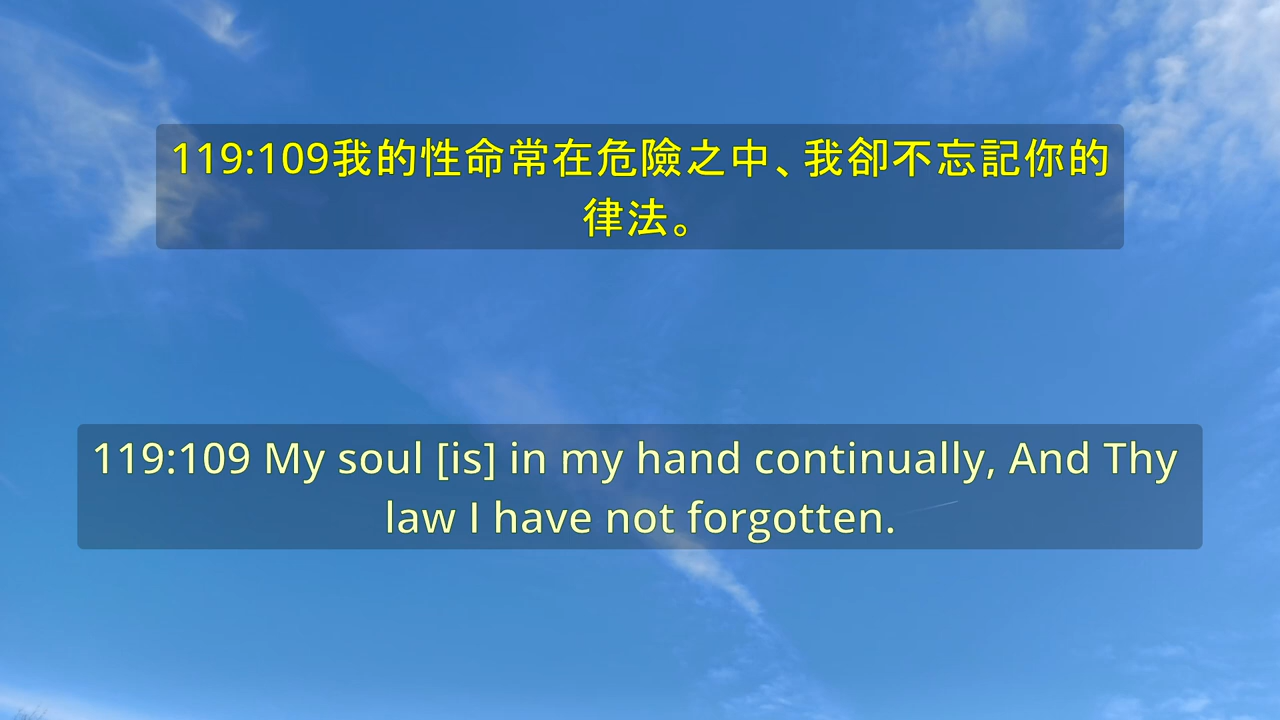 119:109我的性命常在危險之中、我卻不忘記你的
律法。
119:109 My soul [is] in my hand continually, And Thy
law I have not forgotten.